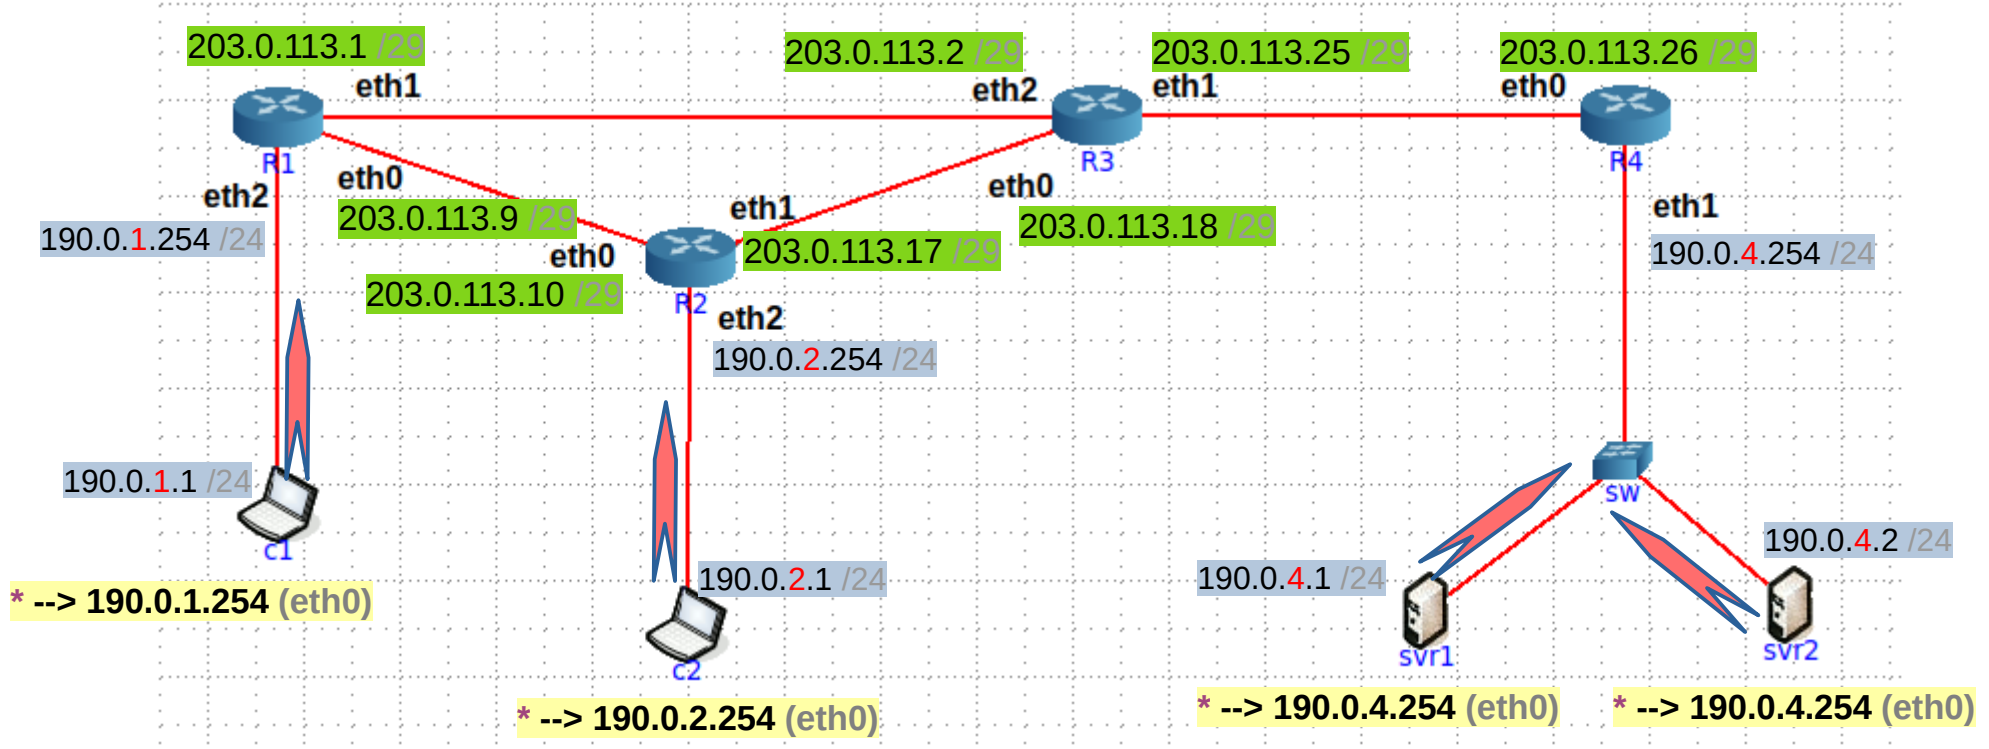 203.0.113.1 /29
203.0.113.2 /29
203.0.113.25 /29
203.0.113.26 /29
eth1
eth2
eth1
eth0
R1
R3
R4
eth2
eth0
eth1
eth0
eth1
190.0.1.254 /24
203.0.113.9 /29
203.0.113.18 /29
eth0
203.0.113.17 /29
190.0.4.254 /24
203.0.113.10 /29
R2
eth2
190.0.2.254 /24
190.0.1.1 /24
sw
c1
190.0.4.2 /24
190.0.2.1 /24
190.0.4.1 /24
* --> 190.0.1.254 (eth0)
c2
svr1
svr2
* --> 190.0.2.254 (eth0)
* --> 190.0.4.254 (eth0)
* --> 190.0.4.254 (eth0)